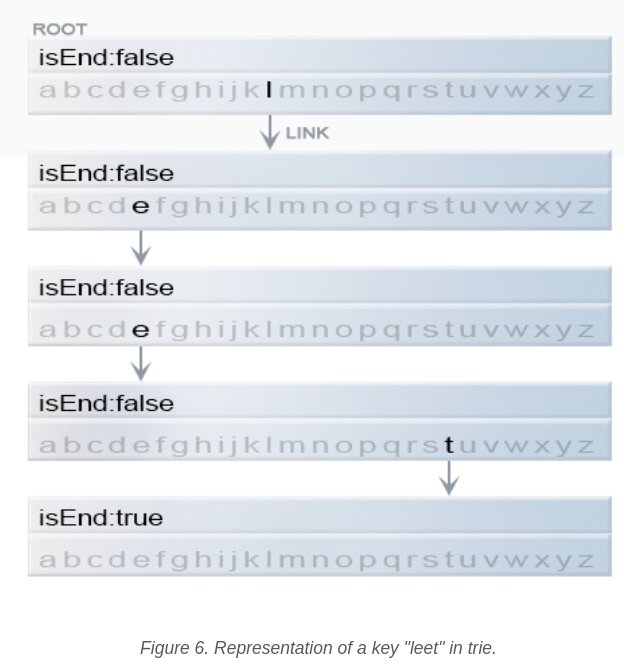 ROOT
isEnd:false
a b c d e f g h i j k l m n o p q r s t u v w x y z
LINK
isEnd:false
a b c d e f g h i j k l m n o p q r s t u v w x y z
isEnd:false
a b c d e f g h i j k l m n o p q r s t u v w x y z
isEnd:false
a b c d e f g h i j k l m n o p q r s t u v w x y z
isEnd:true
a b c d e f g h i j k l m n o p q r s t u v w x y z
Figure 6. Representation of a key "leet" in trie.